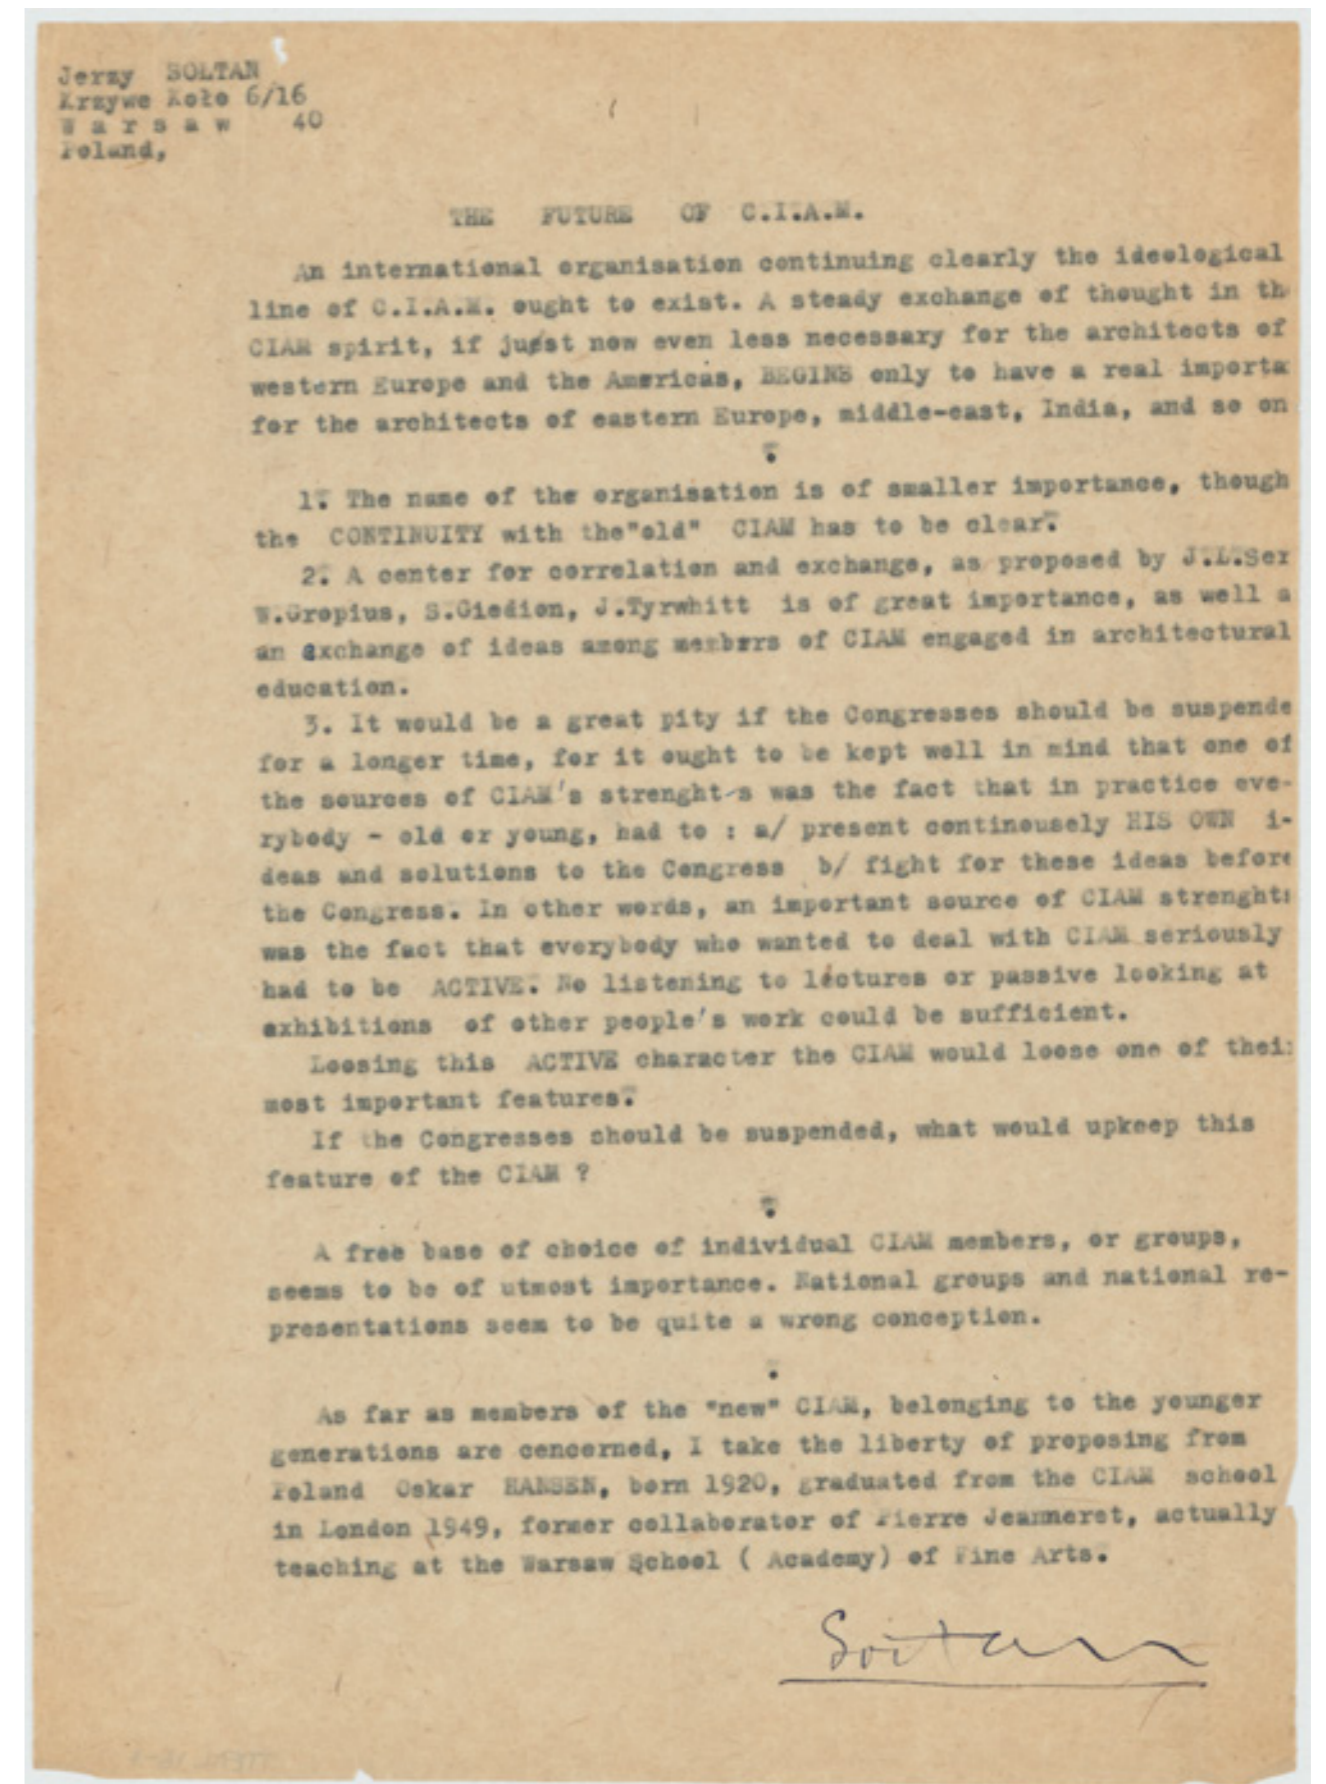 Jerzy SOLTAN
Krzywe Koło 6/16
W a r s a w 40
Poland,
THE FUTURE OF C.I.A.M.
An international organisation continuing clearly the ideological
line of C.I.A.M. ought to exist. A steady exchange of thought in the
CIAM spirit, if just now even less necessary for the architects of
western Europe and the Americas, BEGINS only to have a real importa
for the architects of eastern Europe, middle-east, India, and so on
1. The name of the organisation is of smaller importance, though
the CONTINUITY with the"old" CIAM has to be clear.
2. A center for correlation and exchange, as proposed by J.L.Ser
W.Gropius, S.Giedion, J.Tyrwhitt is of great importance, as well a
an exchange of ideas among members of CIAM engaged in architectural
education.
3. It would be a great pity if the Congresses should be suspende
for a longer time, for it ought to be kept well in mind that one of
the sources of CIAM's strenght-s was the fact that in practice eve-
rybody - old or young, had to : a/ present continously HIS OWN i-
deas and solutions to the Congress b/ fight for these ideas before
the Congress. In other words, an important source of CIAM strenghts
was the fact that everybody who wanted to deal with CIAM seriously
had to be ACTIVE. No listening to lectures or passive looking at
exhibitions of other people's work could be sufficient.
Loosing this ACTIVE character the CIAM would loose one of their
most important features.
If the Congresses should be suspended, what would upkeep this
feature of the CIAM ?
A free base of choice of individual CIAM members, or groups,
seems to be of utmost importance. National groups and national re-
presentations seem to be quite a wrong conception.
As far as members of the "new" CIAM, belonging to the younger
generations are concerned, I take the liberty of proposing from
Poland Oskar HANSEN, born 1920, graduated from the CIAM school
in London 1949, former collaborator of Pierre Jeanneret, actually
teaching at the Warsaw School ( Academy) of Fine Arts.
Soltan